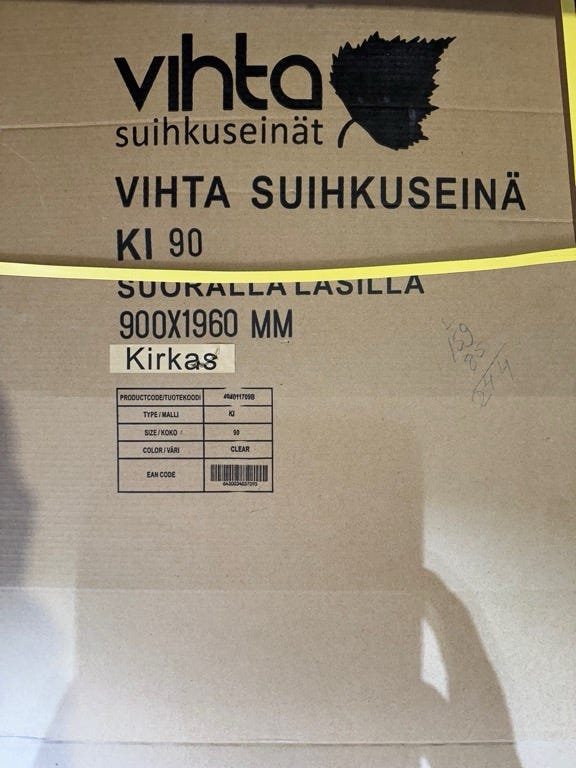 vihta
suihkuseinät
VIHTA SUIHKUSEINÄ
KI 90
SUORALLA LASILLA
900X1960 MM
Kirkas
PRODUCTCODE/TUOTEKOODI
TYPE / MALLI KI
SIZE / KOKO 90
COLOR / VÄRI CLEAR
EAN CODE